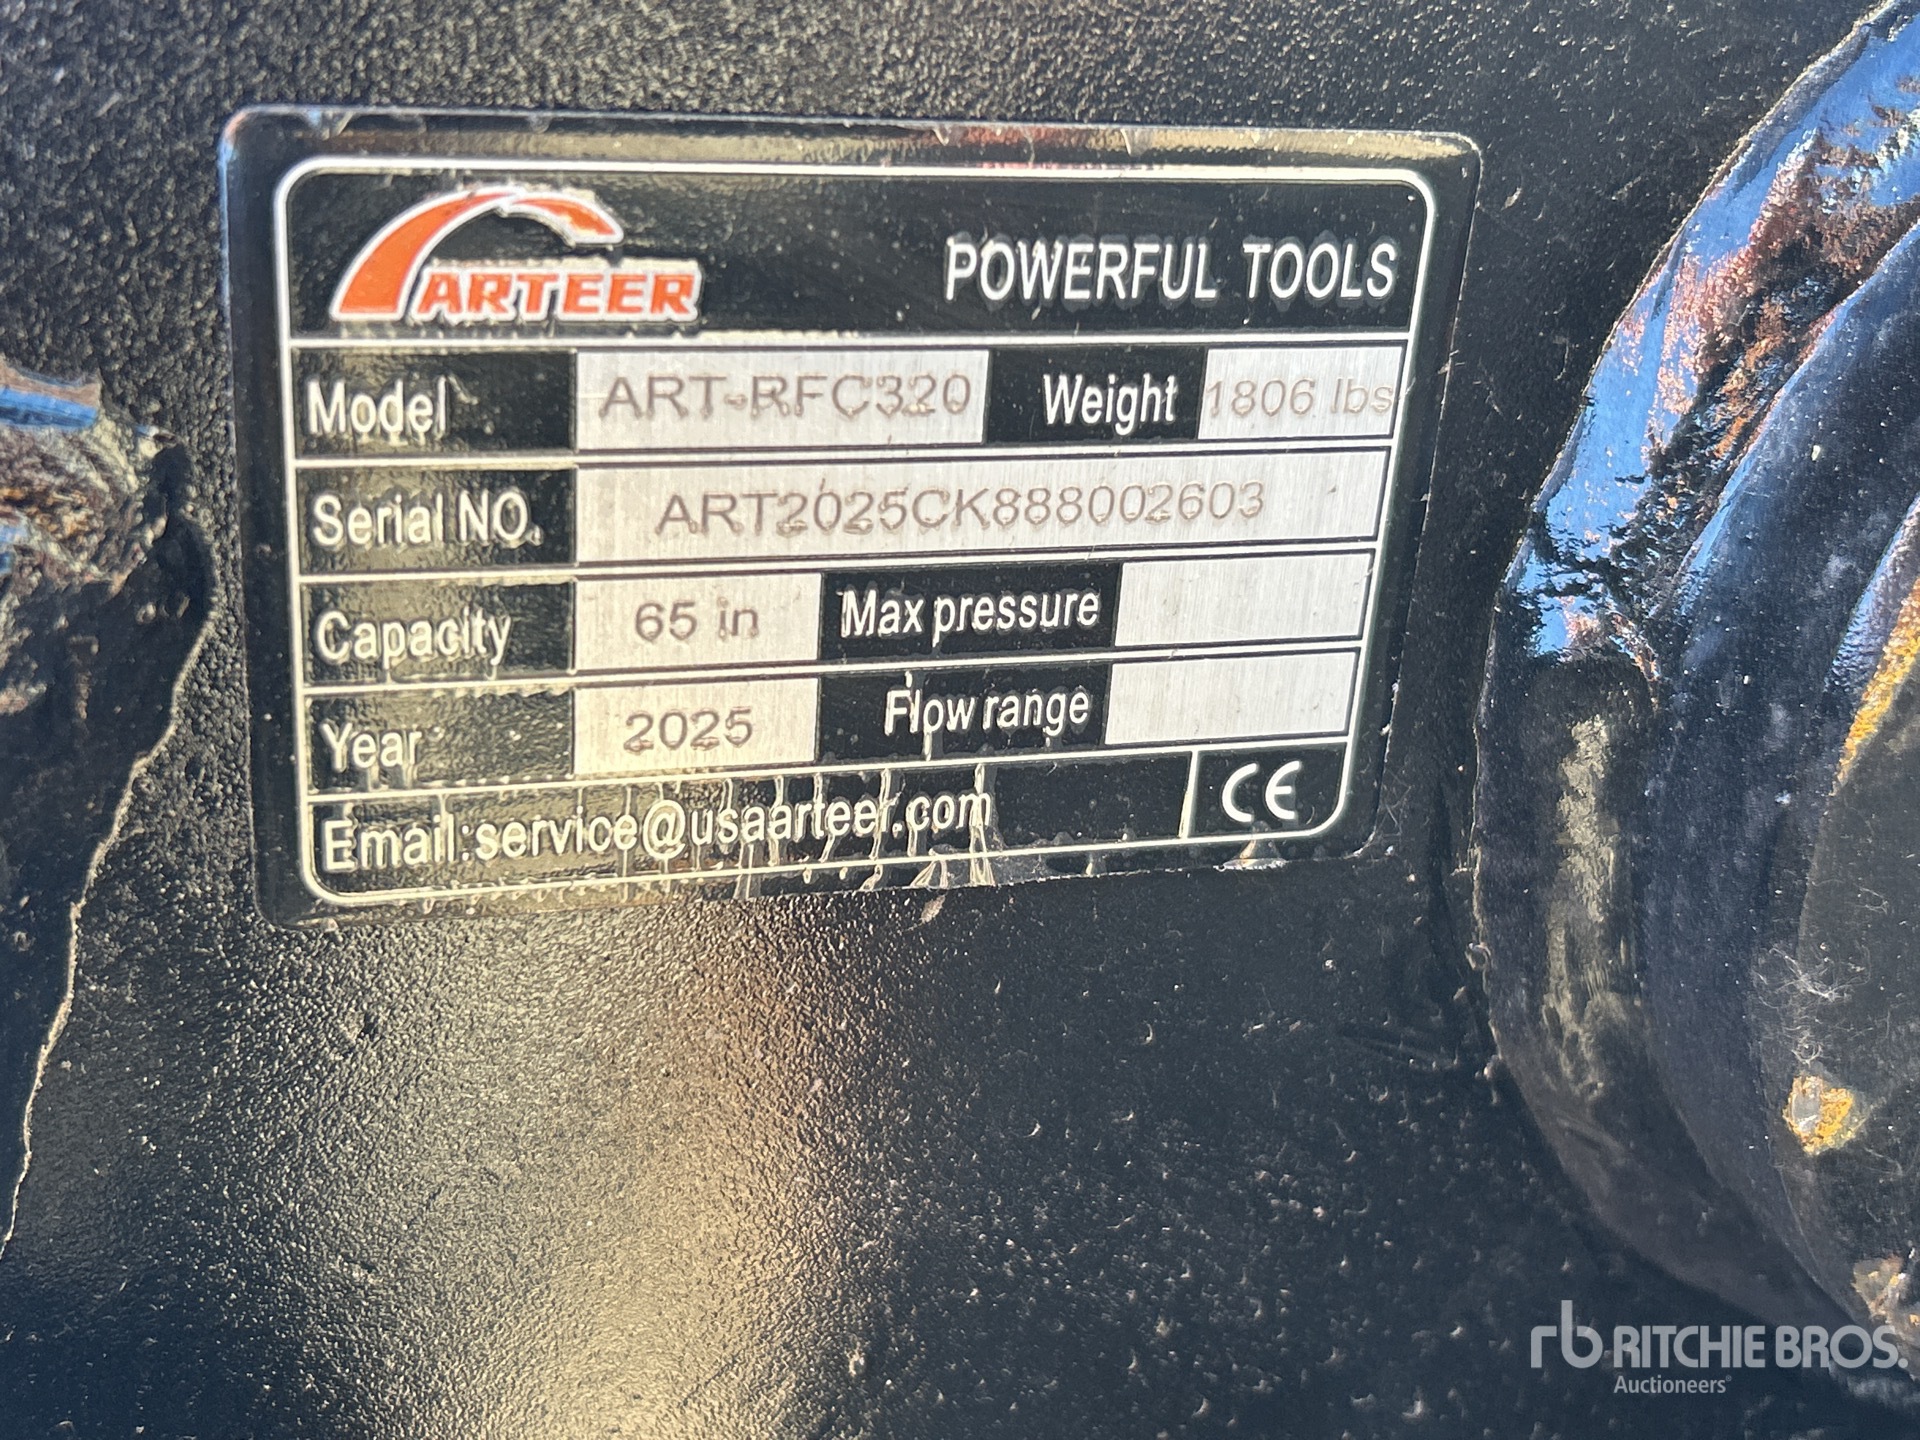 ARTEER POWERFUL TOOLS
Model ART-RFC320 Weight 1806 lbs
Serial NO. ART2025CK888002603
Capacity 65 in Max pressure
Year 2025 Flow range
Email:service@usaarteer.com CE
rb RITCHIE BROS.
Auctioneers